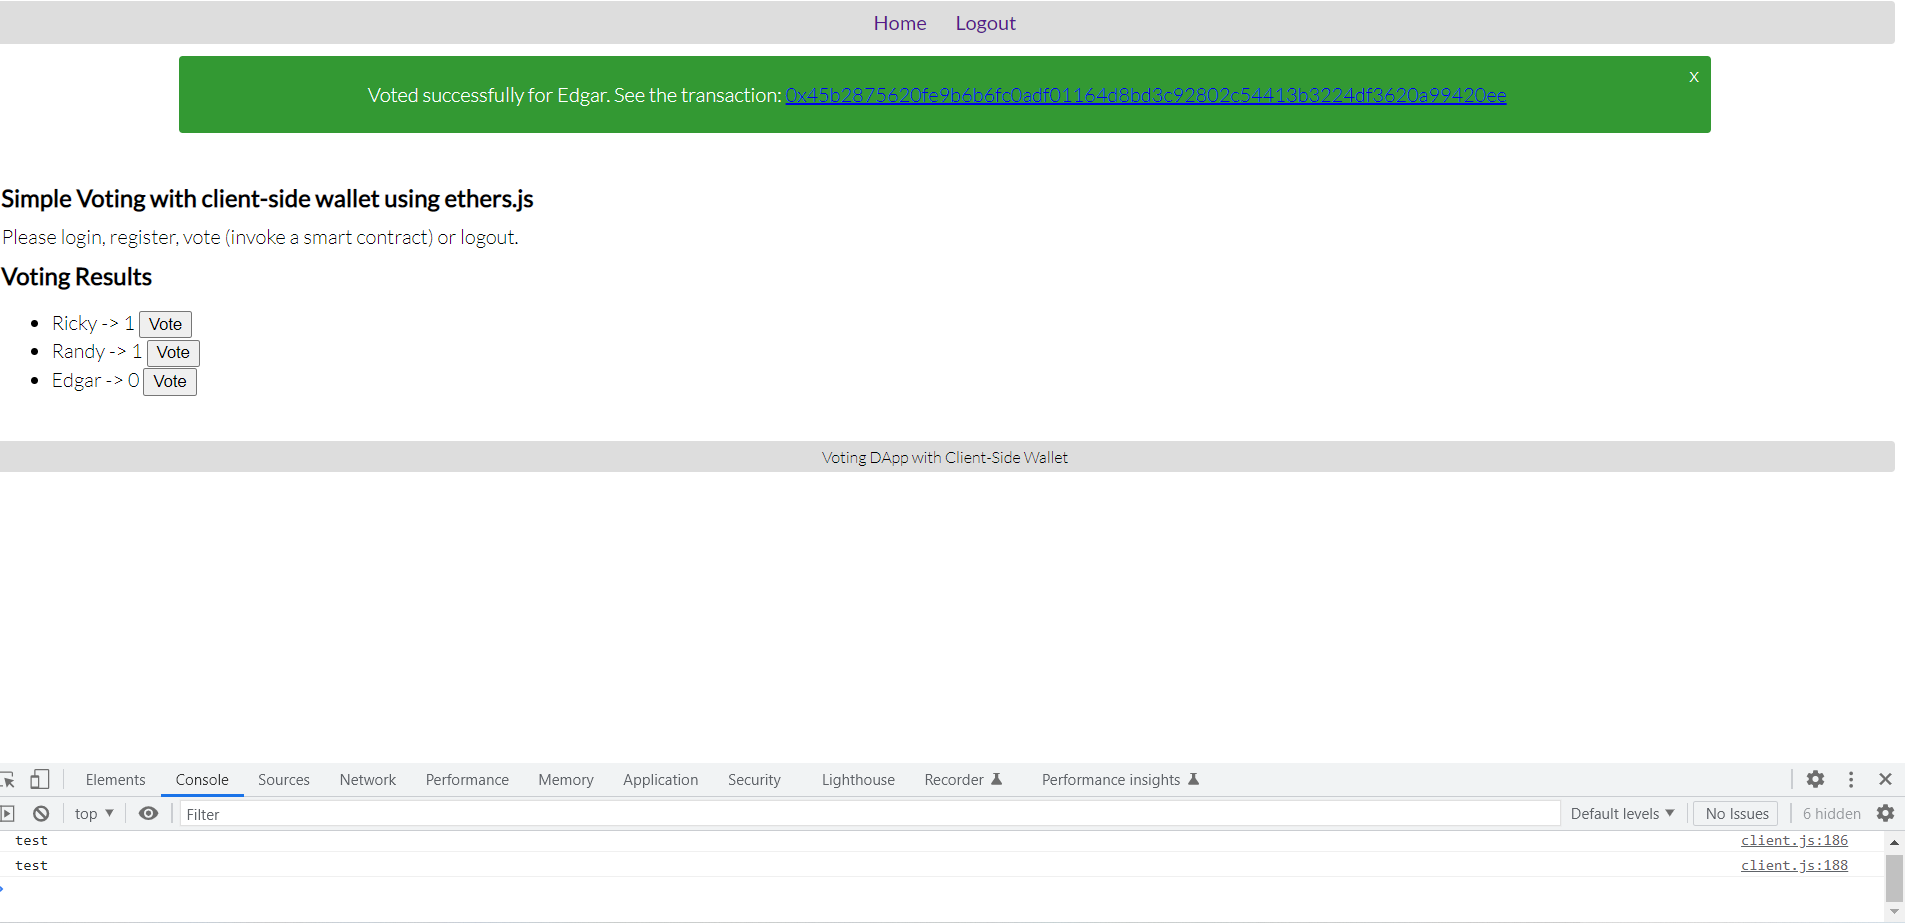 Home Logout
x
Voted successfully for Edgar. See the transaction: 0x45b2875620fe9b6b6fc0adf01164d8bd3c92802c54413b3224df3620a99420ee
Simple Voting with client-side wallet using ethers.js
Please login, register, vote (invoke a smart contract) or logout.
Voting Results
Ricky -> 1 Vote
Randy -> 1 Vote
Edgar -> 0 Vote
Voting DApp with Client-Side Wallet
Elements Console Sources Network Performance Memory Application Security Lighthouse Recorder Performance insights
top Filter Default levels No Issues 6 hidden
test client.js:186
test client.js:188